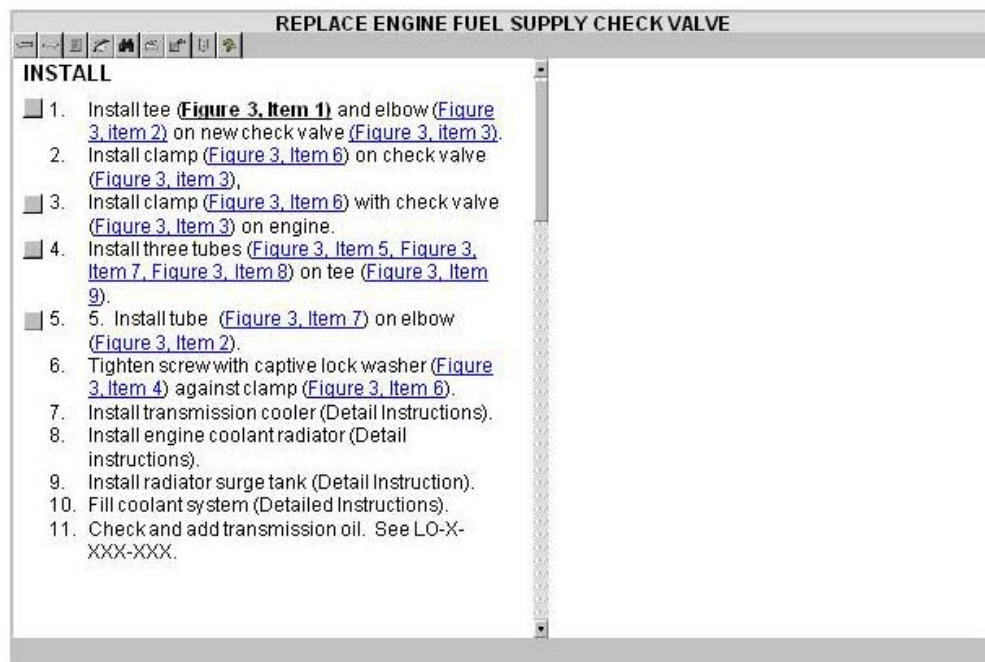 REPLACE ENGINE FUEL SUPPLY CHECK VALVE
INSTALL
1. Install tee (Figure 3, Item 1) and elbow (Figure
3, item 2) on new check valve (Figure 3, item 3).
2. Install clamp (Figure 3, Item 6) on check valve
(Figure 3, item 3),
3. Install clamp (Figure 3, Item 6) with check valve
(Figure 3, Item 3) on engine.
4. Install three tubes (Figure 3, Item 5, Figure 3,
Item 7, Figure 3, Item 8) on tee (Figure 3, Item
9).
5. 5. Install tube (Figure 3, Item 7) on elbow
(Figure 3, Item 2).
6. Tighten screw with captive lock washer (Figure
3, Item 4) against clamp (Figure 3, Item 6).
7. Install transmission cooler (Detail Instructions).
8. Install engine coolant radiator (Detail
instructions).
9. Install radiator surge tank (Detail Instruction).
10. Fill coolant system (Detailed Instructions).
11. Check and add transmission oil. See LO-X-
XXX-XXX.